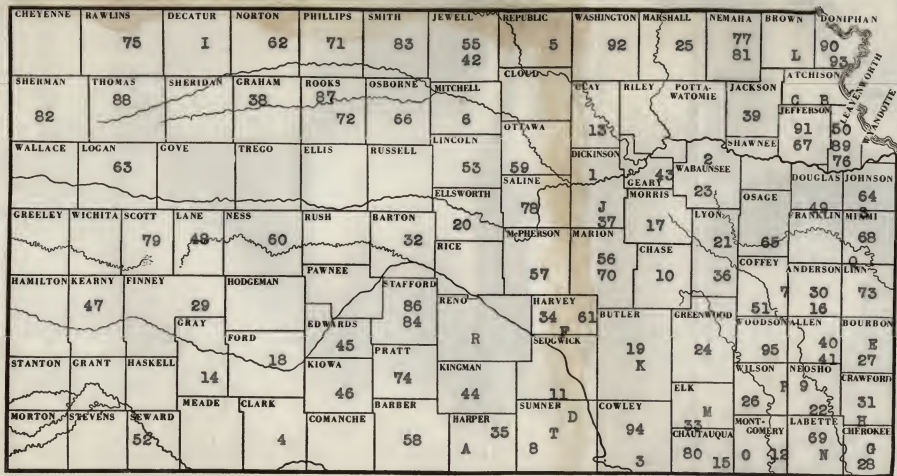 CHEYENNE RAWLINS DECATUR NORTON PHILLIPS SMITH JEWELL REPUBLIC WASHINGTON MARSHALL NEMAHA BROWN DONIPHAN
75 I 62 71 83 55 5 92 25 77 L 90
42 81 93
CLOUD ATCHISON
SHERMAN THOMAS SHERIDAN GRAHAM ROOKS OSBORNE MITCHELL CLAY RILEY POTTA- JACKSON LEAVENWORTH
WATOMIE
82 88 38 87 72 66 6 13 39 C B
JEFFERSON WYANDOTTE
91 50
OTTAWA SHAWNEE 67 89
76
WALLACE LOGAN GOVE TREGO ELLIS RUSSELL LINCOLN DICKINSON 2
63 53 59 1 GEARY 43 WABAUNSEE
SALINE 23 DOUGLAS JOHNSON
ELLSWORTH 78 J MORRIS OSAGE 49 64
20 37 17 65
GREELEY WICHITA SCOTT LANE NESS RUSH BARTON RICE MCPHERSON MARION LYON FRANKLIN MIAMI
79 48 60 32 57 56 CHASE 21 68
70 10 36 COFFEY
PAWNEE ANDERSON LINN
HAMILTON KEARNY FINNEY HODGEMAN STAFFORD RENO HARVEY 7 30 73
47 29 86 34 61 51 16
84 F
GRAY EDWARDS R SEDGWICK BUTLER GREENWOOD WOODSON ALLEN BOURBON
FORD 45 19 24 95 40 E
18 PRATT K 41 27
STANTON GRANT HASKELL 14 KIOWA 74 KINGMAN 11 WILSON NEOSHO
46 44 ELK 26 P 9 CRAWFORD
22 31
MORTON STEVENS SEWARD MEADE CLARK COMANCHE BARBER HARPER SUMNER COWLEY M MONT- LABETTE H
33 GOMERY CHEROKEE
52 4 58 A 35 D 94 CHAUTAUQUA 69 G
T 80 15 O 12 N 28
8 3